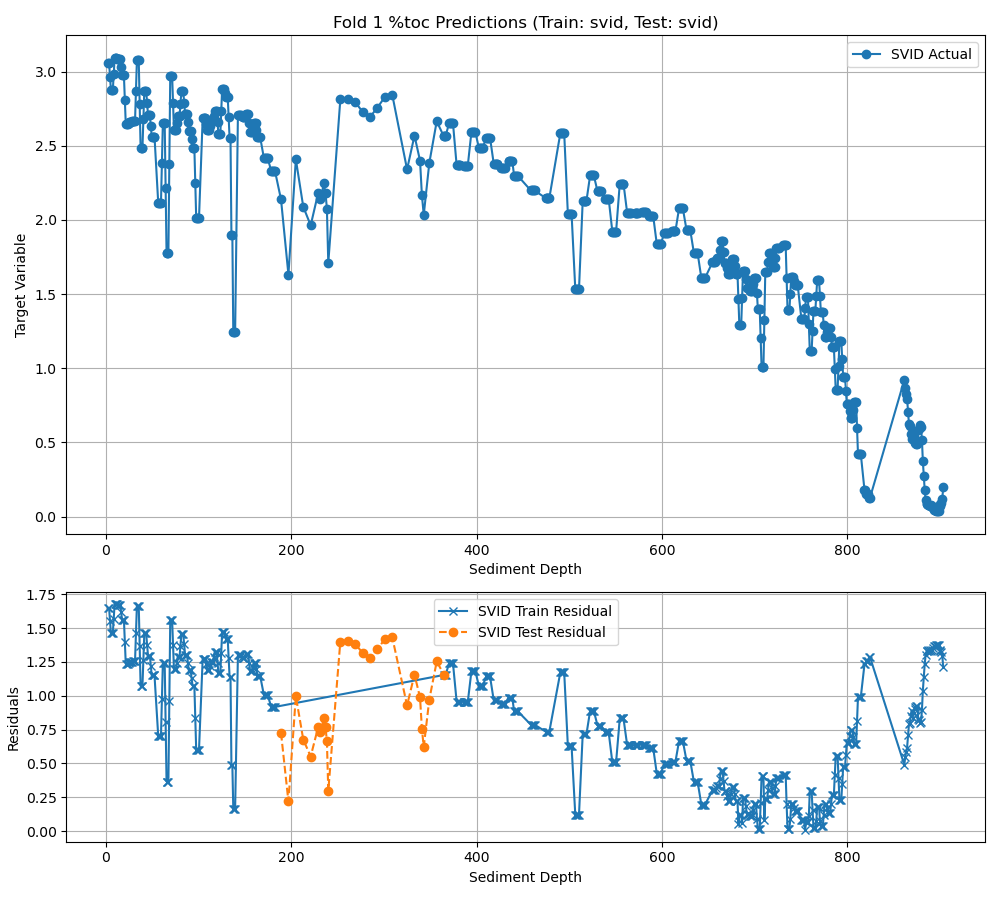 Fold 1 %toc Predictions (Train: svid, Test: svid)
SVID Actual
Target Variable
3.0
2.5
2.0
1.5
1.0
0.5
0.0
0 200 400 600 800
Sediment Depth
SVID Train Residual
SVID Test Residual
Residuals
1.75
1.50
1.25
1.00
0.75
0.50
0.25
0.00
0 200 400 600 800
Sediment Depth